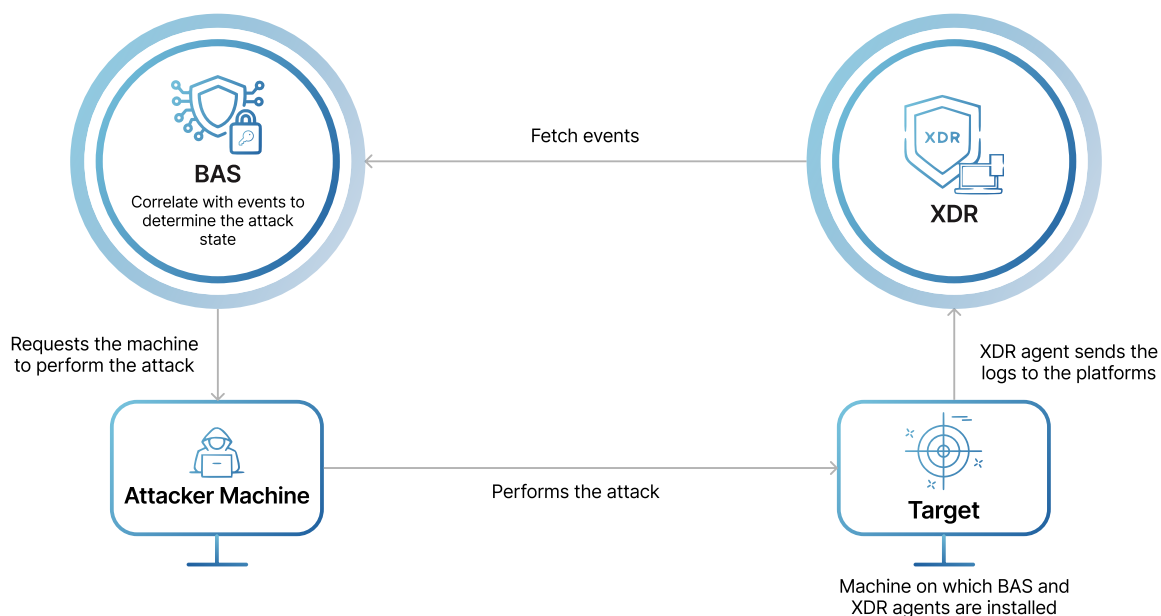 Fetch events
XDR
BAS
Correlate with events to
determine the attack
state
XDR
Requests the machine
to perform the attack
XDR agent sends the
logs to the platforms
Attacker Machine
Performs the attack
Target
Machine on which BAS and
XDR agents are installed